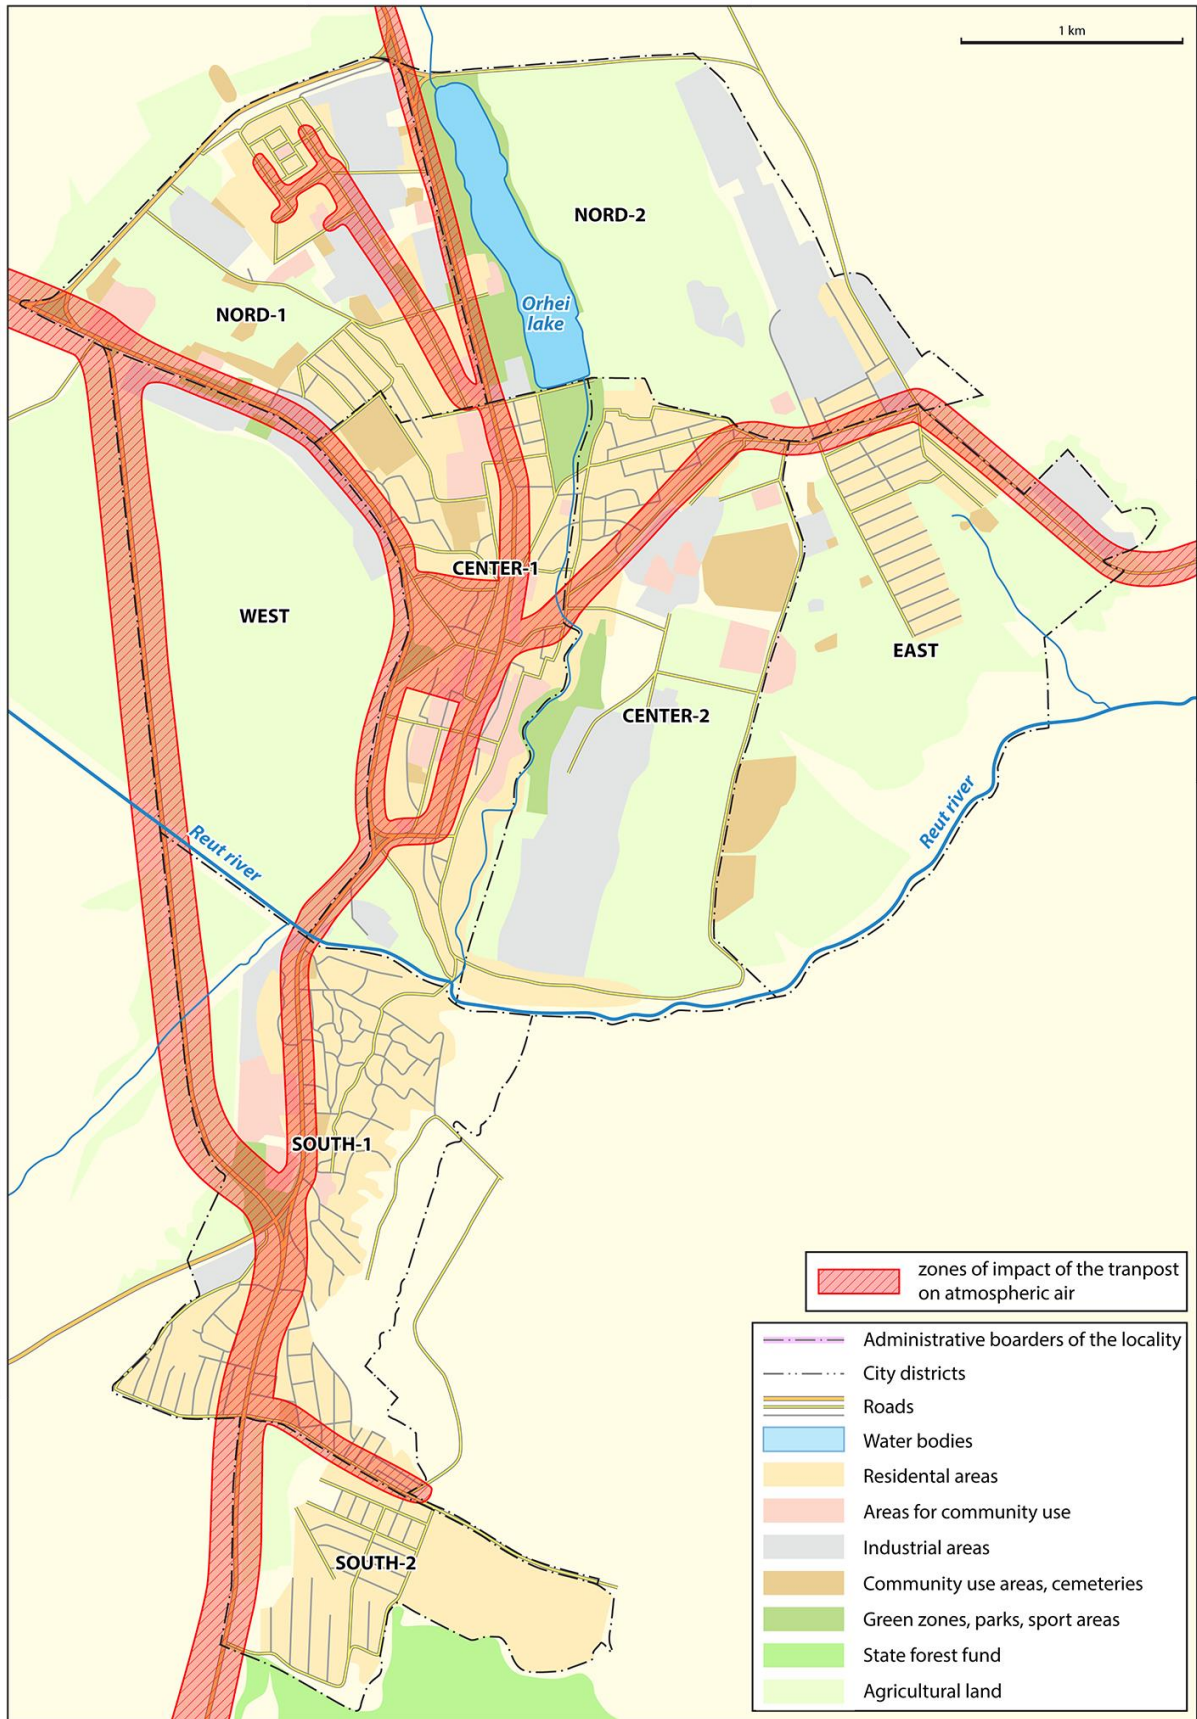 1 km
NORD-2
Orhei
lake
NORD-1
CENTER-1
WEST
EAST
CENTER-2
Reut river
Reut river
SOUTH-1
SOUTH-2
zones of impact of the tranpost
on atmospheric air
Administrative boarders of the locality
City districts
Roads
Water bodies
Residental areas
Areas for community use
Industrial areas
Community use areas, cemeteries
Green zones, parks, sport areas
State forest fund
Agricultural land